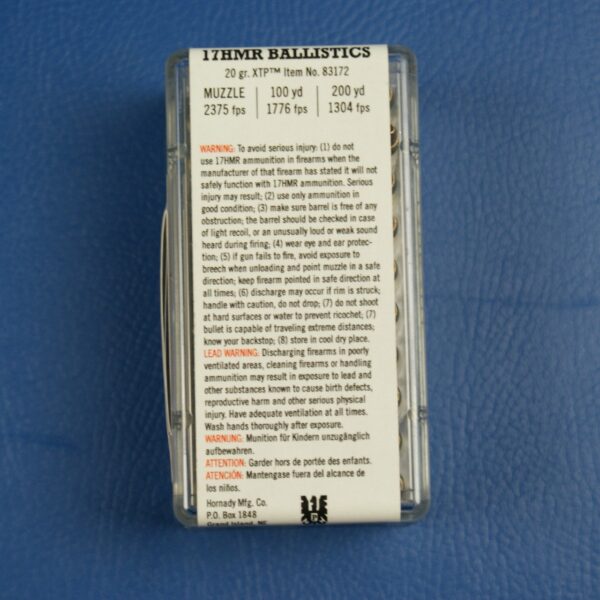 17HMR BALLISTICS
20 gr. XTP™ Item No. 83172
MUZZLE 100 yd 200 yd
2375 fps 1776 fps 1304 fps
WARNING: To avoid serious injury: (1) do not
use 17HMR ammunition in firearms when the
manufacturer of that firearm has stated it will not
safely function with 17HMR ammunition. Serious
injury may result; (2) use only ammunition in
good condition; (3) make sure barrel is free of any
obstruction; the barrel should be checked in case
of light recoil, or an unusually loud or weak sound
heard during firing; (4) wear eye and ear protec-
tion; (5) if gun fails to fire, avoid exposure to
breech when unloading and point muzzle in a safe
direction; keep firearm pointed in safe direction at
all times; (6) discharge may occur if rim is struck;
handle with caution, do not drop; (7) do not shoot
at hard surfaces or water to prevent ricochet; (7)
bullet is capable of traveling extreme distances;
know your backstop; (8) store in cool dry place.
LEAD WARNING: Discharging firearms in poorly
ventilated areas, cleaning firearms or handling
ammunition may result in exposure to lead and
other substances known to cause birth defects,
reproductive harm and other serious physical
injury. Have adequate ventilation at all times.
Wash hands thoroughly after exposure.
WARNUNG: Munition für Kindern unzugänglich
aufbewahren.
ATTENTION: Garder hors de portée des enfants.
ATENCIÓN: Mantengase fuera del alcance de
los niños.
Hornady Mfg. Co.
P.O. Box 1848
Grand Island, NE